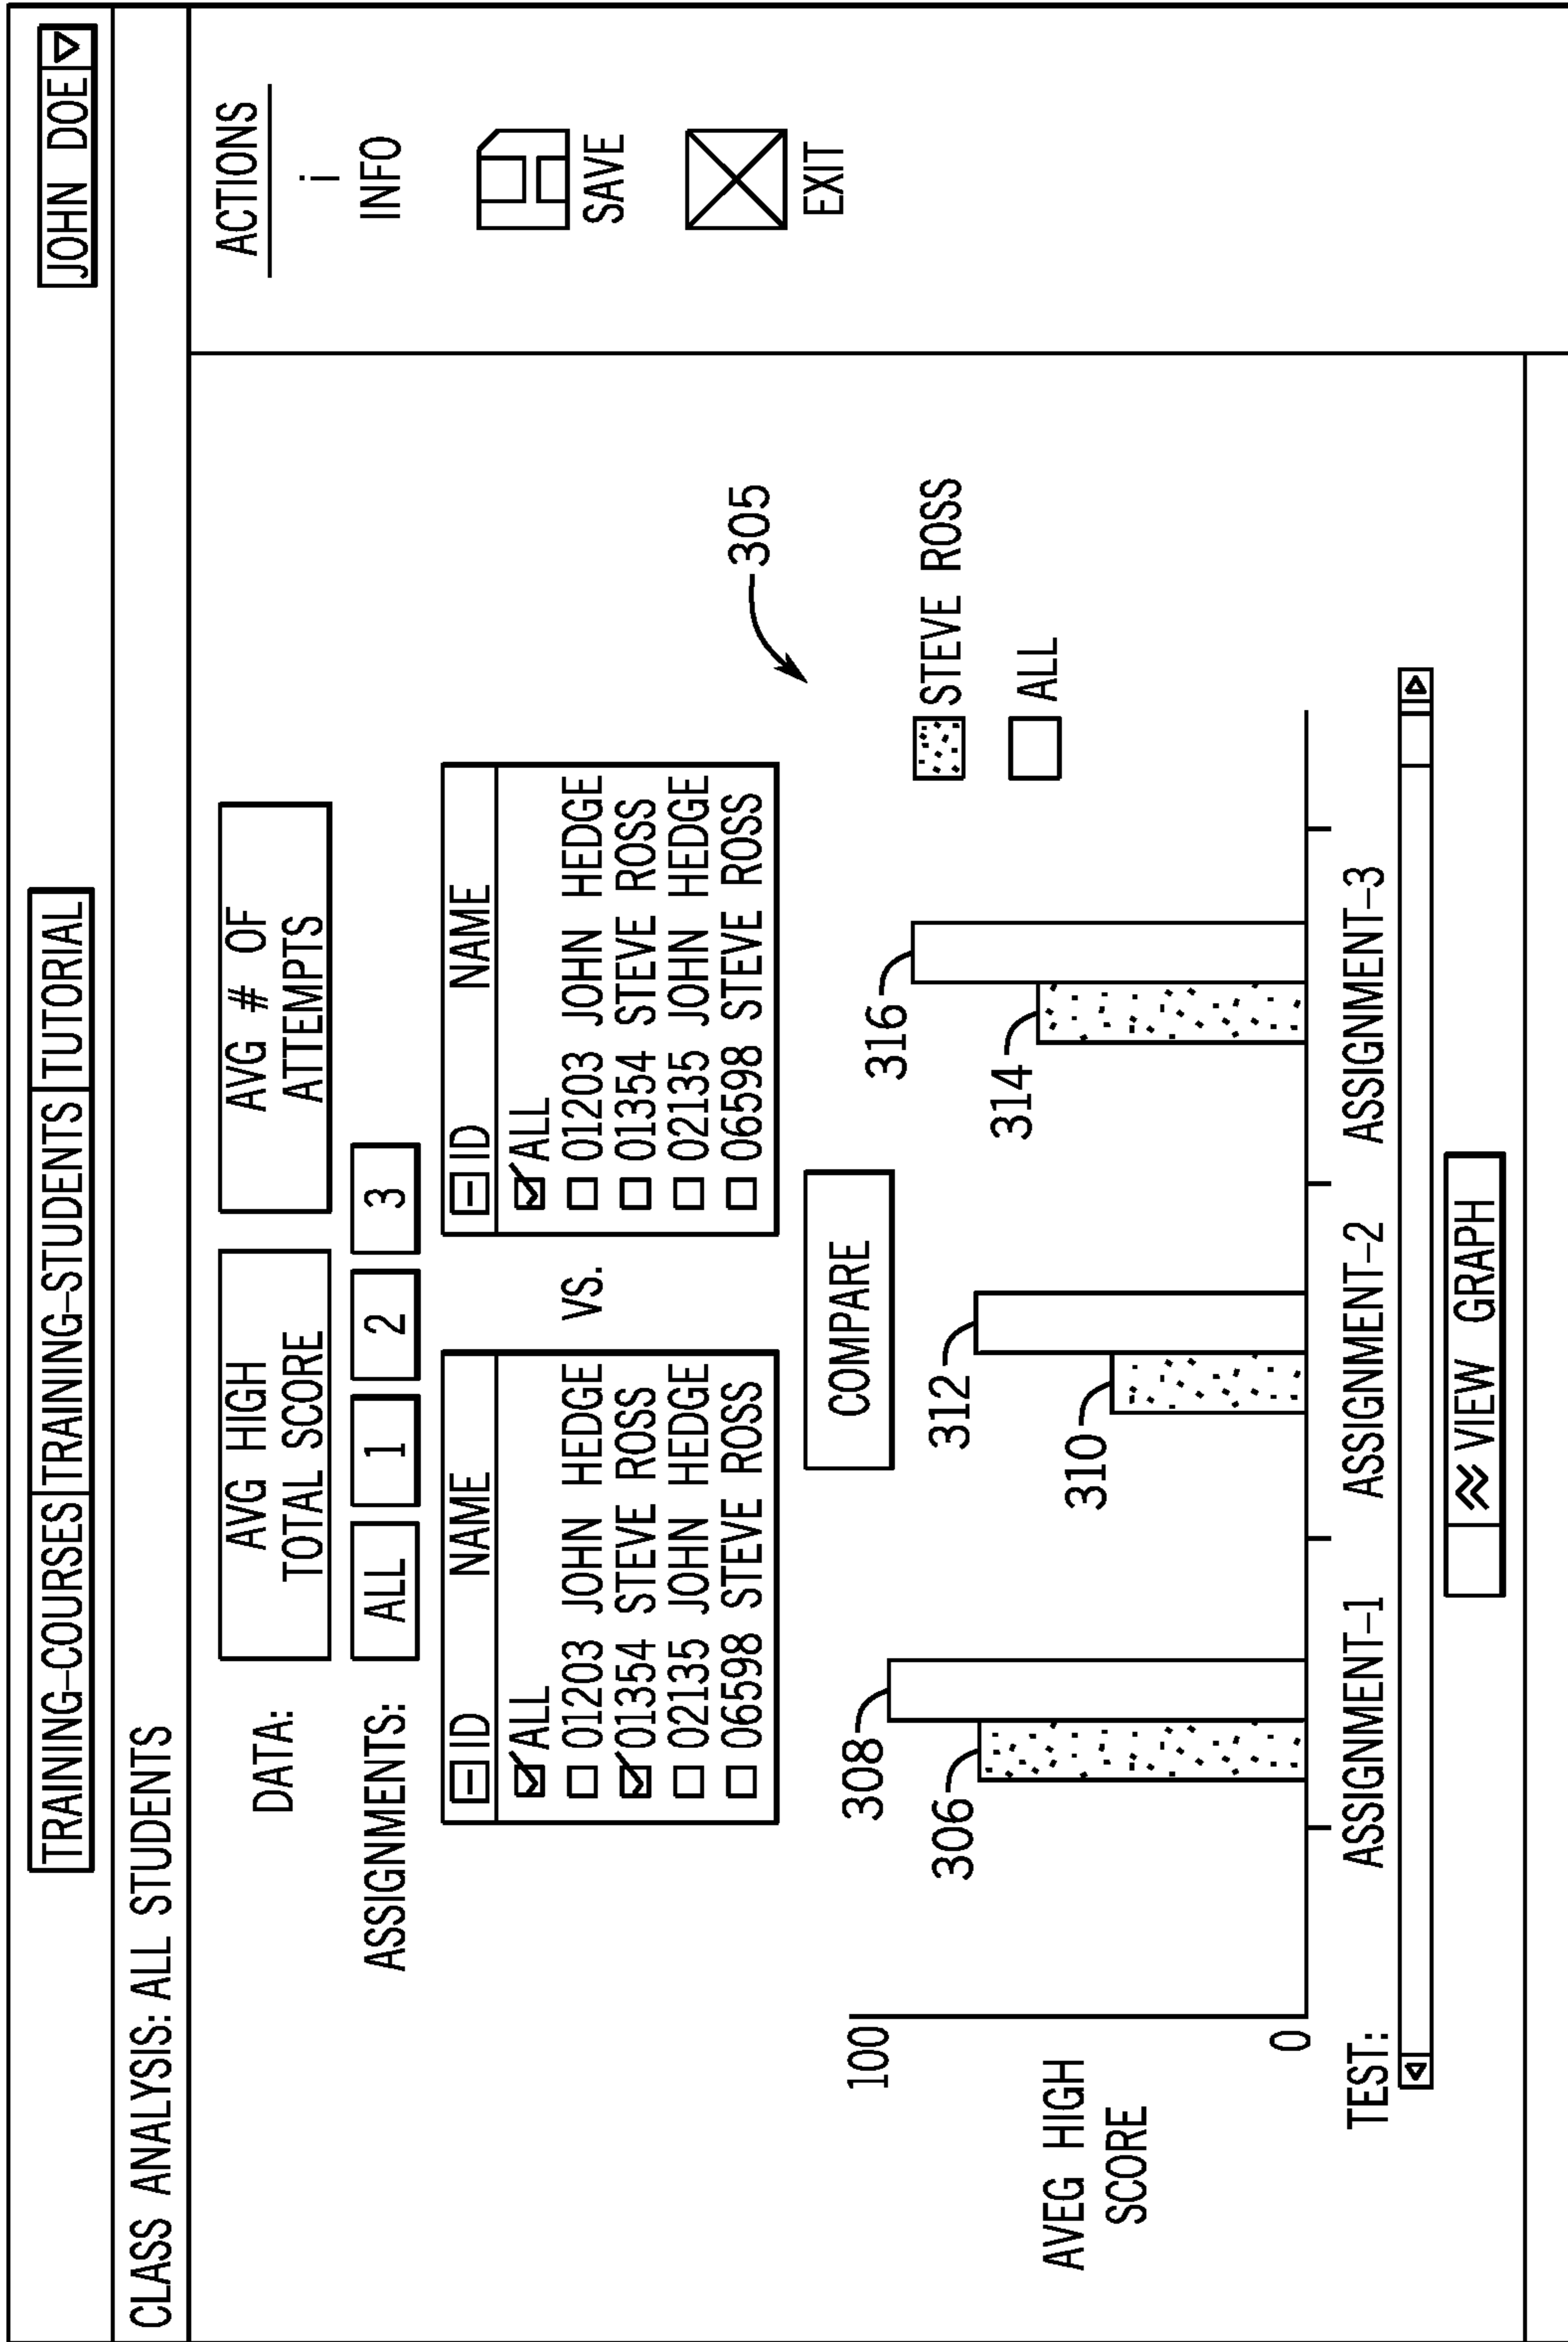 TRAINING-COURSES TRAINING-STUDENTS TUTORIAL
JOHN DOE
CLASS ANALYSIS: ALL STUDENTS
DATA:
AVG HIGH
TOTAL SCORE
AVG # OF
ATTEMPTS
ASSIGNMENTS:
ALL 1 2 3
ID NAME
ALL
01203 JOHN HEDGE
01354 STEVE ROSS
02135 JOHN HEDGE
06598 STEVE ROSS
VS.
ID NAME
ALL
01203 JOHN HEDGE
01354 STEVE ROSS
02135 JOHN HEDGE
06598 STEVE ROSS
COMPARE
305
STEVE ROSS
ALL
100
AVEG HIGH
SCORE
0
308
306
312
310
316
314
TEST: ASSIGNMENT-1 ASSIGNMENT-2 ASSIGNMENT-3
VIEW GRAPH
ACTIONS
i
INFO
SAVE
EXIT